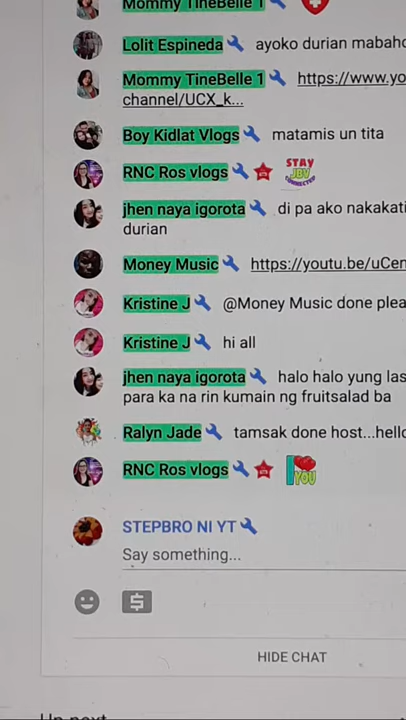 Mommy TineBelle 1
Lolit Espineda ayoko durian mabaho
Mommy TineBelle 1 https://www.yo
channel/UCX_k...
Boy Kidlat Vlogs matamis un tita
RNC Ros vlogs STAY JBV CONNECTED
jhen naya igorota di pa ako nakakati
durian
Money Music https://youtu.be/uCen
Kristine J @Money Music done plea
Kristine J hi all
jhen naya igorota halo halo yung las
para ka na rin kumain ng fruitsalad ba
Ralyn Jade tamsak done host...hello
RNC Ros vlogs I YOU
STEPBRO NI YT
Say something...
HIDE CHAT
Up next